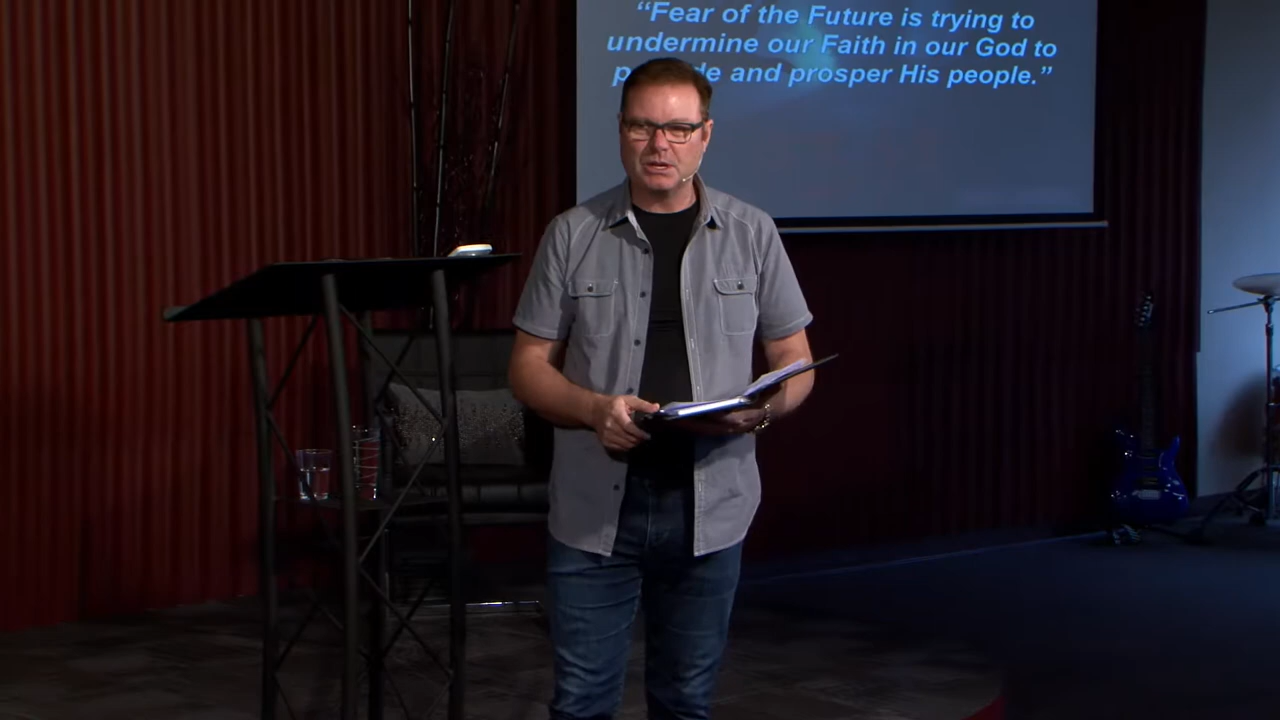 “Fear of the Future is trying to
undermine our Faith in our God to
and prosper His people.”